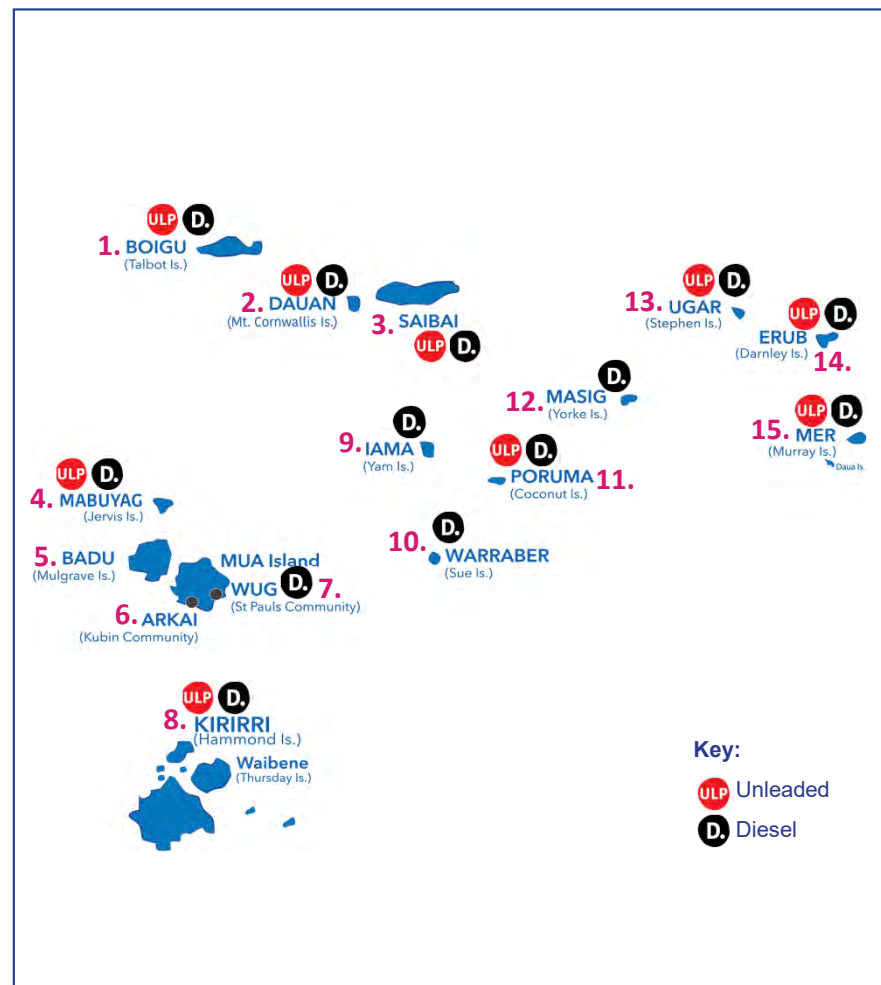 ULP D.
1. BOIGU
(Talbot Is.)
ULP D.
2. DAUAN
(Mt. Cornwallis Is.)
3. SAIBAI
ULP D.
ULP D.
13. UGAR
(Stephen Is.)
ULP D.
ERUB
(Darnley Is.)
14.
D.
12. MASIG
(Yorke Is.)
ULP D.
15. MER
(Murray Is.)
Daua Is.
D.
9. IAMA
(Yam Is.)
ULP D.
PORUMA 11.
(Coconut Is.)
ULP D.
4. MABUYAG
(Jervis Is.)
D.
10. WARRABER
(Sue Is.)
5. BADU
(Mulgrave Is.)
MUA Island
WUG D. 7.
(St Pauls Community)
6. ARKAI
(Kubin Community)
ULP D.
8. KIRIRRI
(Hammond Is.)
Waibene
(Thursday Is.)
Key:
ULP Unleaded
D. Diesel